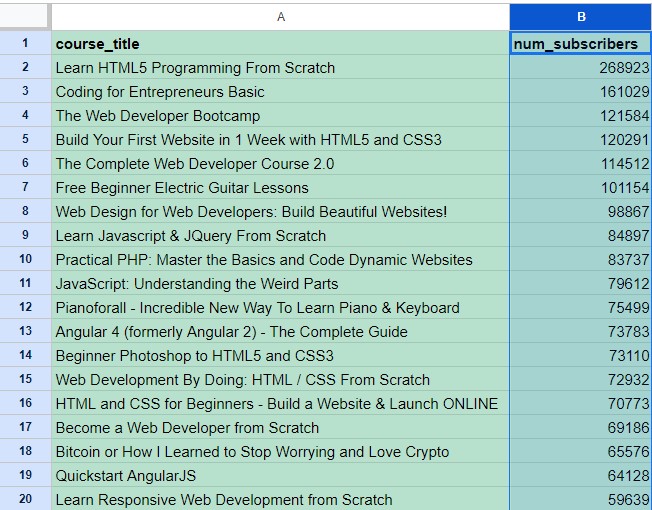 A B
1 course_title num_subscribers
2 Learn HTML5 Programming From Scratch 268923
3 Coding for Entrepreneurs Basic 161029
4 The Web Developer Bootcamp 121584
5 Build Your First Website in 1 Week with HTML5 and CSS3 120291
6 The Complete Web Developer Course 2.0 114512
7 Free Beginner Electric Guitar Lessons 101154
8 Web Design for Web Developers: Build Beautiful Websites! 98867
9 Learn Javascript & JQuery From Scratch 84897
10 Practical PHP: Master the Basics and Code Dynamic Websites 83737
11 JavaScript: Understanding the Weird Parts 79612
12 Pianoforall - Incredible New Way To Learn Piano & Keyboard 75499
13 Angular 4 (formerly Angular 2) - The Complete Guide 73783
14 Beginner Photoshop to HTML5 and CSS3 73110
15 Web Development By Doing: HTML / CSS From Scratch 72932
16 HTML and CSS for Beginners - Build a Website & Launch ONLINE 70773
17 Become a Web Developer from Scratch 69186
18 Bitcoin or How I Learned to Stop Worrying and Love Crypto 65576
19 Quickstart AngularJS 64128
20 Learn Responsive Web Development from Scratch 59639